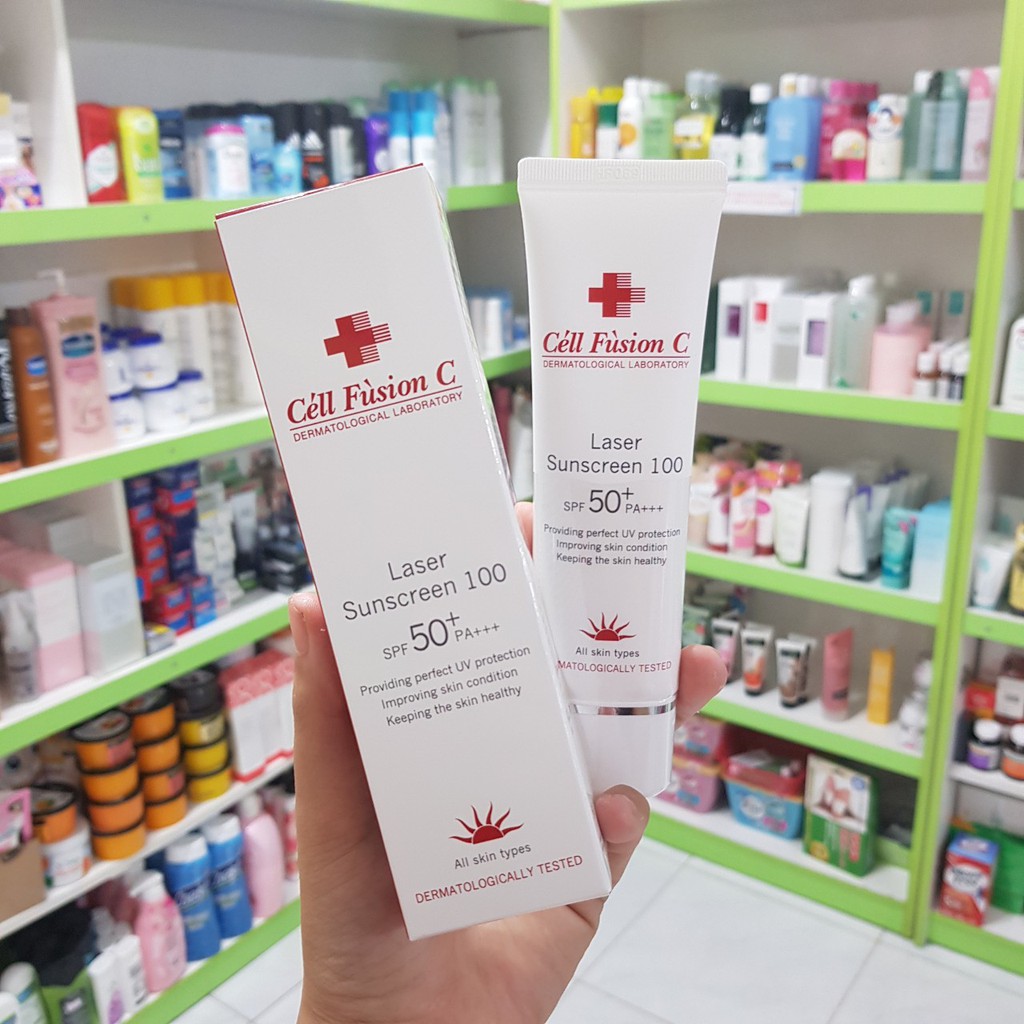 Céll Fùsion C
DERMATOLOGICAL LABORATORY
Laser
Sunscreen 100
SPF 50+ PA+++
Providing perfect UV protection
Improving skin condition
Keeping the skin healthy
All skin types
DERMATOLOGICALLY TESTED
Céll Fùsion C
DERMATOLOGICAL LABORATORY
Laser
Sunscreen 100
SPF 50+ PA+++
Providing perfect UV protection
Improving skin condition
Keeping the skin healthy
All skin types
MATOLOGICALLY TESTED